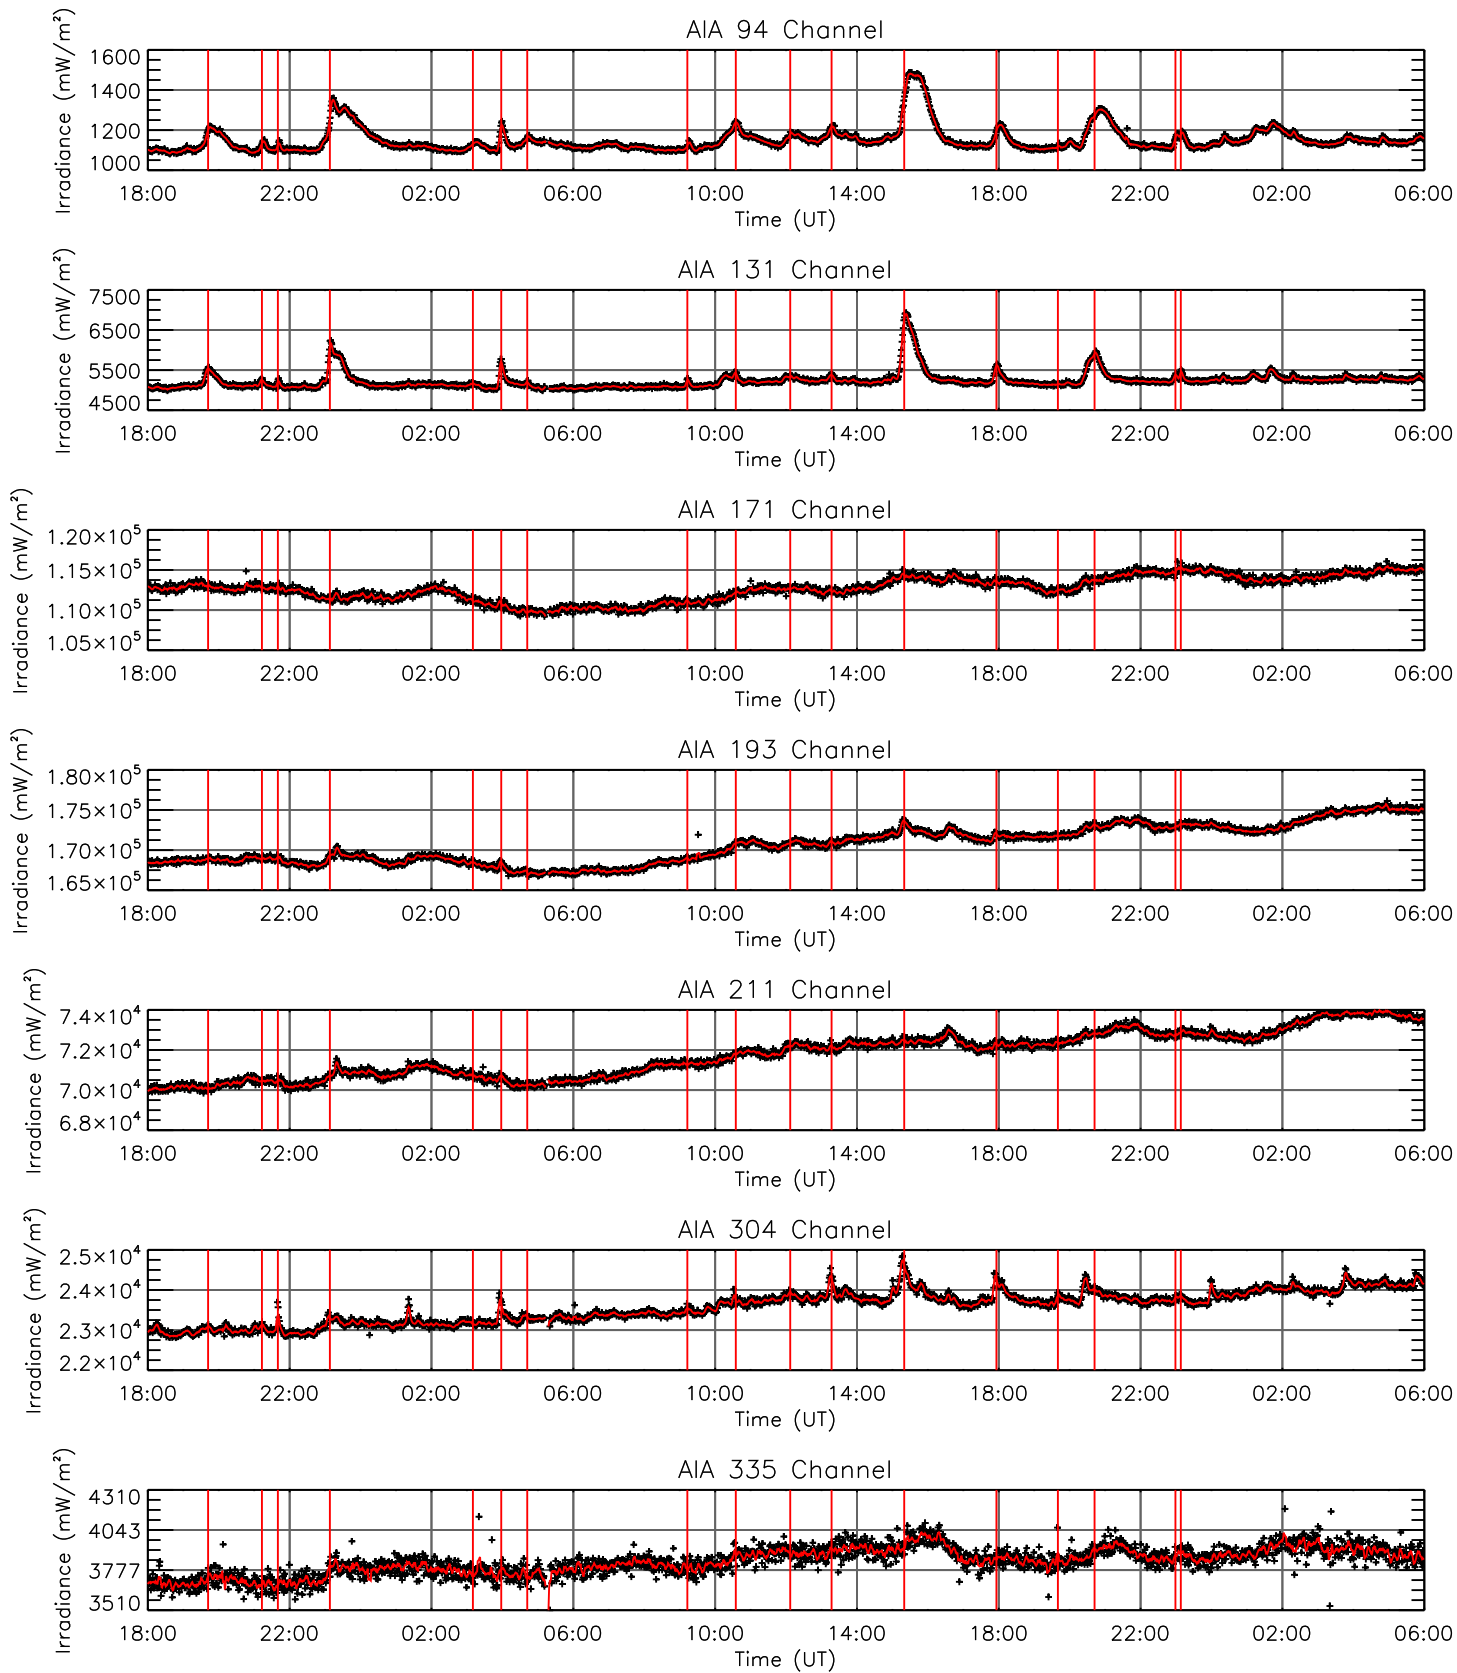 AIA 94 Channel
Irradiance (mW/m²)
1600
1400
1200
1000
18:00 22:00 02:00 06:00 10:00 14:00 18:00 22:00 02:00 06:00
Time (UT)
AIA 131 Channel
Irradiance (mW/m²)
7500
6500
5500
4500
18:00 22:00 02:00 06:00 10:00 14:00 18:00 22:00 02:00 06:00
Time (UT)
AIA 171 Channel
Irradiance (mW/m²)
1.20×10⁵
1.15×10⁵
1.10×10⁵
1.05×10⁵
18:00 22:00 02:00 06:00 10:00 14:00 18:00 22:00 02:00 06:00
Time (UT)
AIA 193 Channel
Irradiance (mW/m²)
1.80×10⁵
1.75×10⁵
1.70×10⁵
1.65×10⁵
18:00 22:00 02:00 06:00 10:00 14:00 18:00 22:00 02:00 06:00
Time (UT)
AIA 211 Channel
Irradiance (mW/m²)
7.4×10⁴
7.2×10⁴
7.0×10⁴
6.8×10⁴
18:00 22:00 02:00 06:00 10:00 14:00 18:00 22:00 02:00 06:00
Time (UT)
AIA 304 Channel
Irradiance (mW/m²)
2.5×10⁴
2.4×10⁴
2.3×10⁴
2.2×10⁴
18:00 22:00 02:00 06:00 10:00 14:00 18:00 22:00 02:00 06:00
Time (UT)
AIA 335 Channel
Irradiance (mW/m²)
4310
4043
3777
3510
18:00 22:00 02:00 06:00 10:00 14:00 18:00 22:00 02:00 06:00
Time (UT)